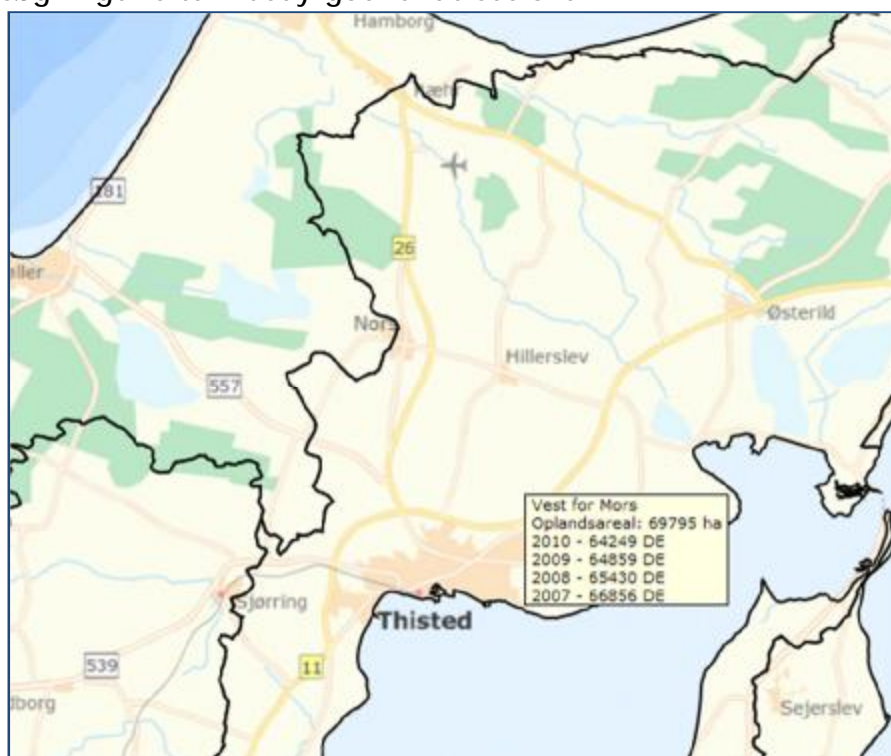 Hamborg
Ræhr
181
26
Nors
Østerild
Hillerslev
557
Vest for Mors
Oplandsareal: 69795 ha
2010 - 64249 DE
2009 - 64859 DE
2008 - 65430 DE
2007 - 66856 DE
Sjørring
Thisted
539
11
Sejerslev